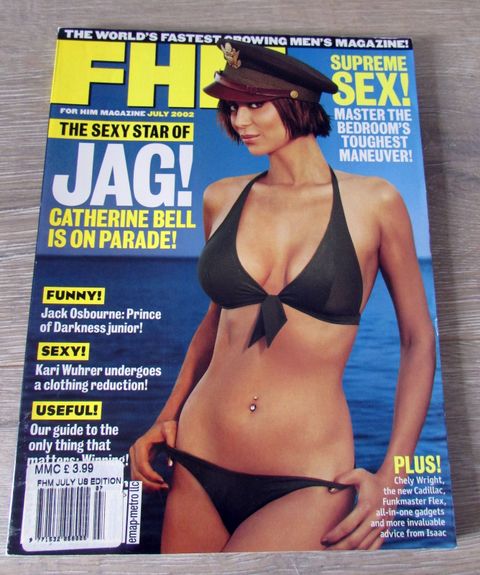 THE WORLD'S FASTEST GROWING MEN'S MAGAZINE!
FHM
FOR HIM MAGAZINE JULY 2002
SUPREME
SEX!
MASTER THE
BEDROOM'S
TOUGHEST
MANEUVER!
THE SEXY STAR OF
JAG!
CATHERINE BELL
IS ON PARADE!
FUNNY!
Jack Osbourne: Prince
of Darkness junior!
SEXY!
Kari Wuhrer undergoes
a clothing reduction!
USEFUL!
Our guide to the
only thing that
matters: Winning!
MMC £ 3.99
FHM JULY US EDITION
07
emap-metro llc
PLUS!
Chely Wright,
the new Cadillac,
Funkmaster Flex,
all-in-one gadgets
and more invaluable
advice from Isaac